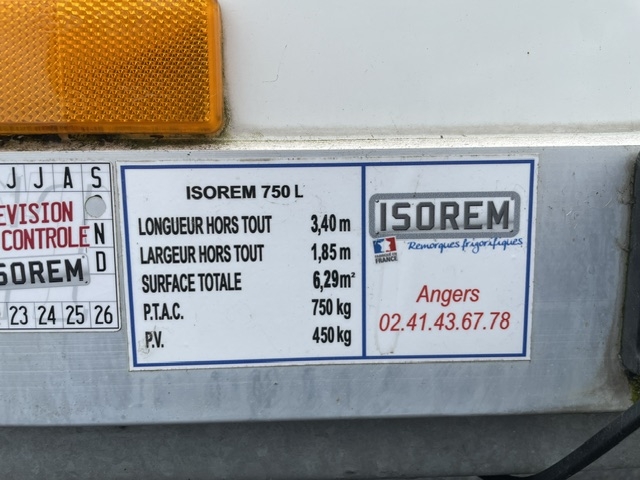 J J A S
EVISION
CONTROLE N
SOREM D
23 24 25 26
ISOREM 750 L
LONGUEUR HORS TOUT 3,40 m
LARGEUR HORS TOUT 1,85 m
SURFACE TOTALE 6,29m²
P.T.A.C. 750 kg
P.V. 450 kg
ISOREM
Remorques frigorifiques
FRANCE
Angers
02.41.43.67.78